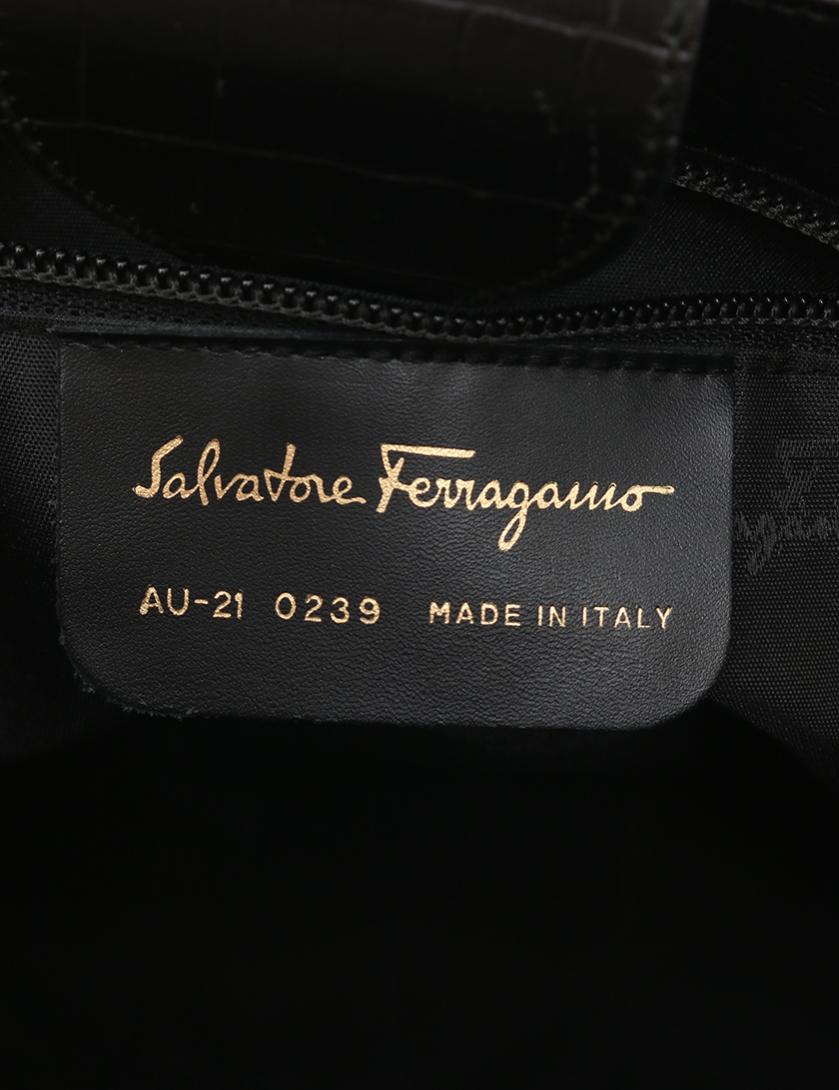 Salvatore Ferragamo
AU-21 0239 MADE IN ITALY